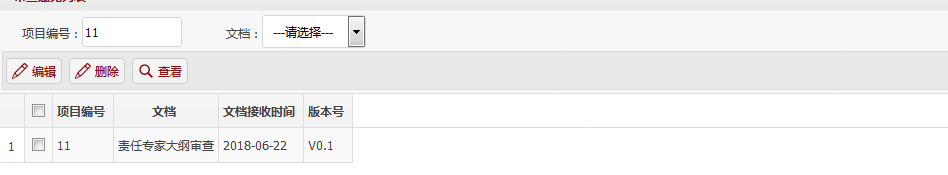 项目编号： 11 文档： ---请选择---
编辑 删除 查看
项目编号 文档 文档接收时间 版本号
1 11 责任专家大纲审查 2018-06-22 V0.1